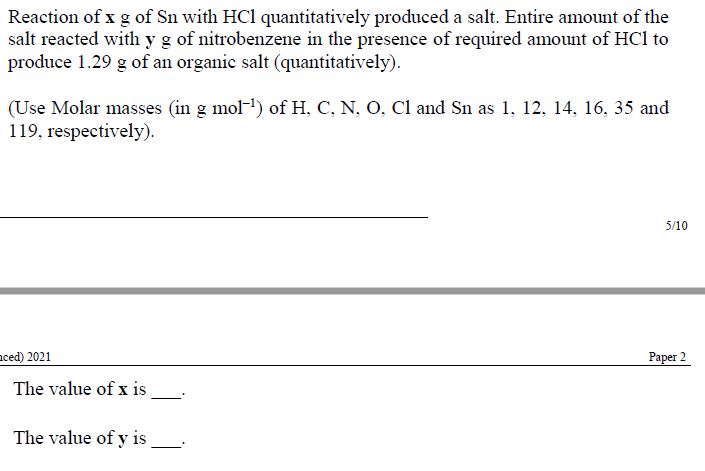 Reaction of x g of Sn with HCl quantitatively produced a salt. Entire amount of the
salt reacted with y g of nitrobenzene in the presence of required amount of HCl to
produce 1.29 g of an organic salt (quantitatively).
(Use Molar masses (in g mol⁻¹) of H, C, N, O, Cl and Sn as 1, 12, 14, 16, 35 and
119, respectively).
5/10
nced) 2021 Paper 2
The value of x is ___.
The value of y is ___.